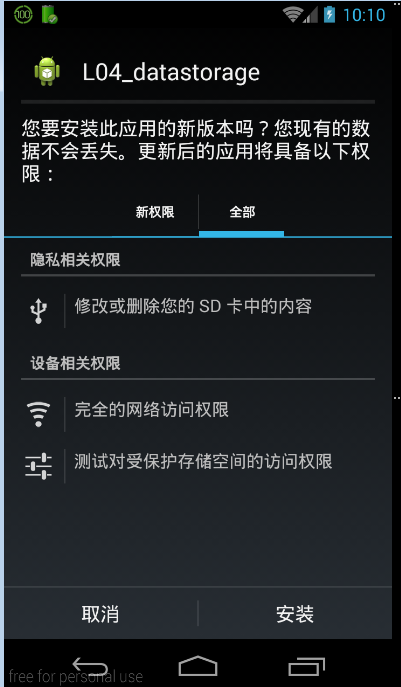 100
10:10
L04_datastorage
您要安装此应用的新版本吗？您现有的数
据不会丢失。更新后的应用将具备以下权
限：
新权限 全部
隐私相关权限
修改或删除您的 SD 卡中的内容
设备相关权限
完全的网络访问权限
测试对受保护存储空间的访问权限
取消 安装
free for personal use